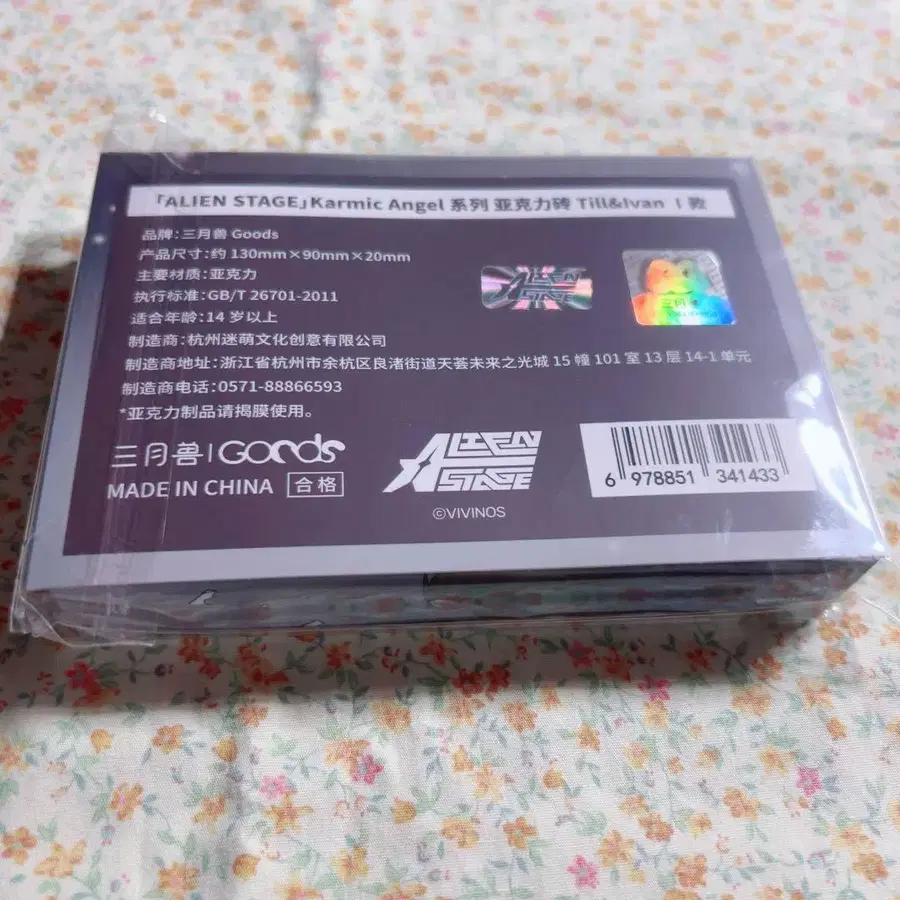 「ALIEN STAGE」Karmic Angel 系列 亚克力砖 Till&Ivan Ⅰ款
品牌:三月兽 Goods
产品尺寸:约 130mm×90mm×20mm
主要材质:亚克力
执行标准:GB/T 26701-2011
适合年龄:14 岁以上
制造商:杭州迷萌文化创意有限公司
制造商地址:浙江省杭州市余杭区良渚街道天荟未来之光城 15 幢 101 室 13 层 14-1 单元
制造商电话:0571-88866593
*亚克力制品请揭膜使用。
ALIEN STAGE
三月兽
三月兽 | GOODS
MADE IN CHINA 合格
ALIEN STAGE
©VIVINOS
6 978851 341433